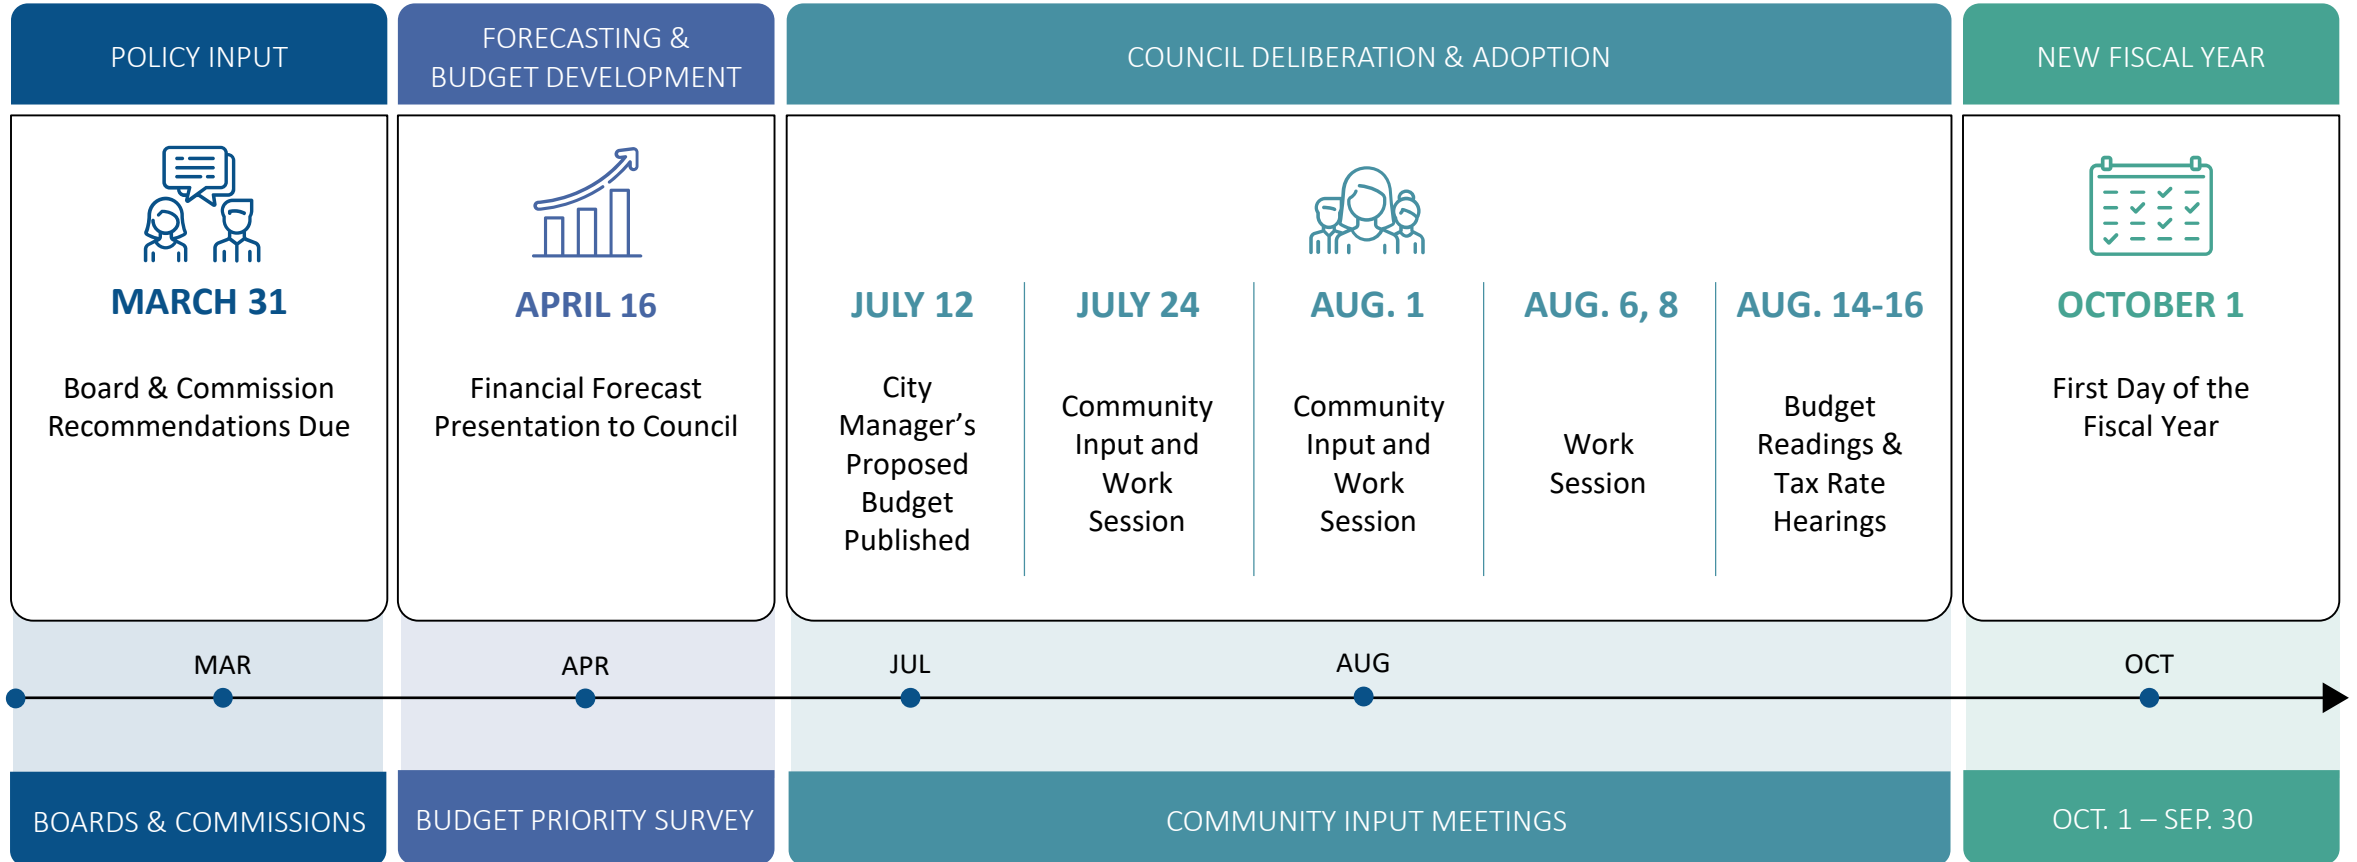 POLICY INPUT
FORECASTING &
BUDGET DEVELOPMENT
COUNCIL DELIBERATION & ADOPTION
NEW FISCAL YEAR
MARCH 31
Board & Commission
Recommendations Due
APRIL 16
Financial Forecast
Presentation to Council
JULY 12
City
Manager’s
Proposed
Budget
Published
JULY 24
Community
Input and
Work
Session
AUG. 1
Community
Input and
Work
Session
AUG. 6, 8
Work
Session
AUG. 14-16
Budget
Readings &
Tax Rate
Hearings
OCTOBER 1
First Day of the
Fiscal Year
MAR
APR
JUL
AUG
OCT
BOARDS & COMMISSIONS
BUDGET PRIORITY SURVEY
COMMUNITY INPUT MEETINGS
OCT. 1 – SEP. 30